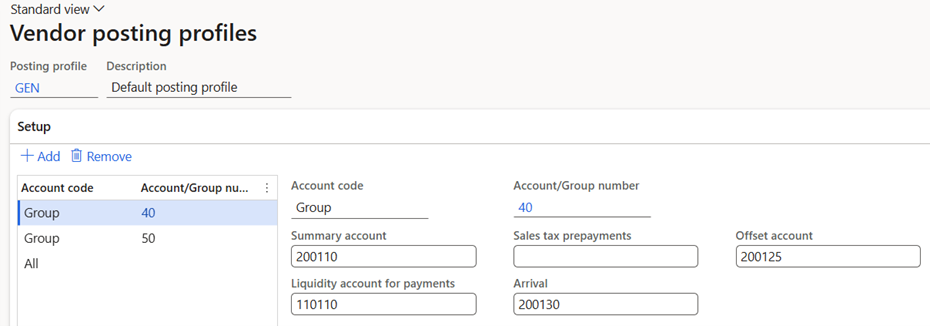 Standard view
Vendor posting profiles
Posting profile Description
GEN Default posting profile
Setup
Add Remove
Account code Account/Group nu...
Group 40
Group 50
All
Account code Account/Group number
Group 40
Summary account Sales tax prepayments Offset account
200110 200125
Liquidity account for payments Arrival
110110 200130